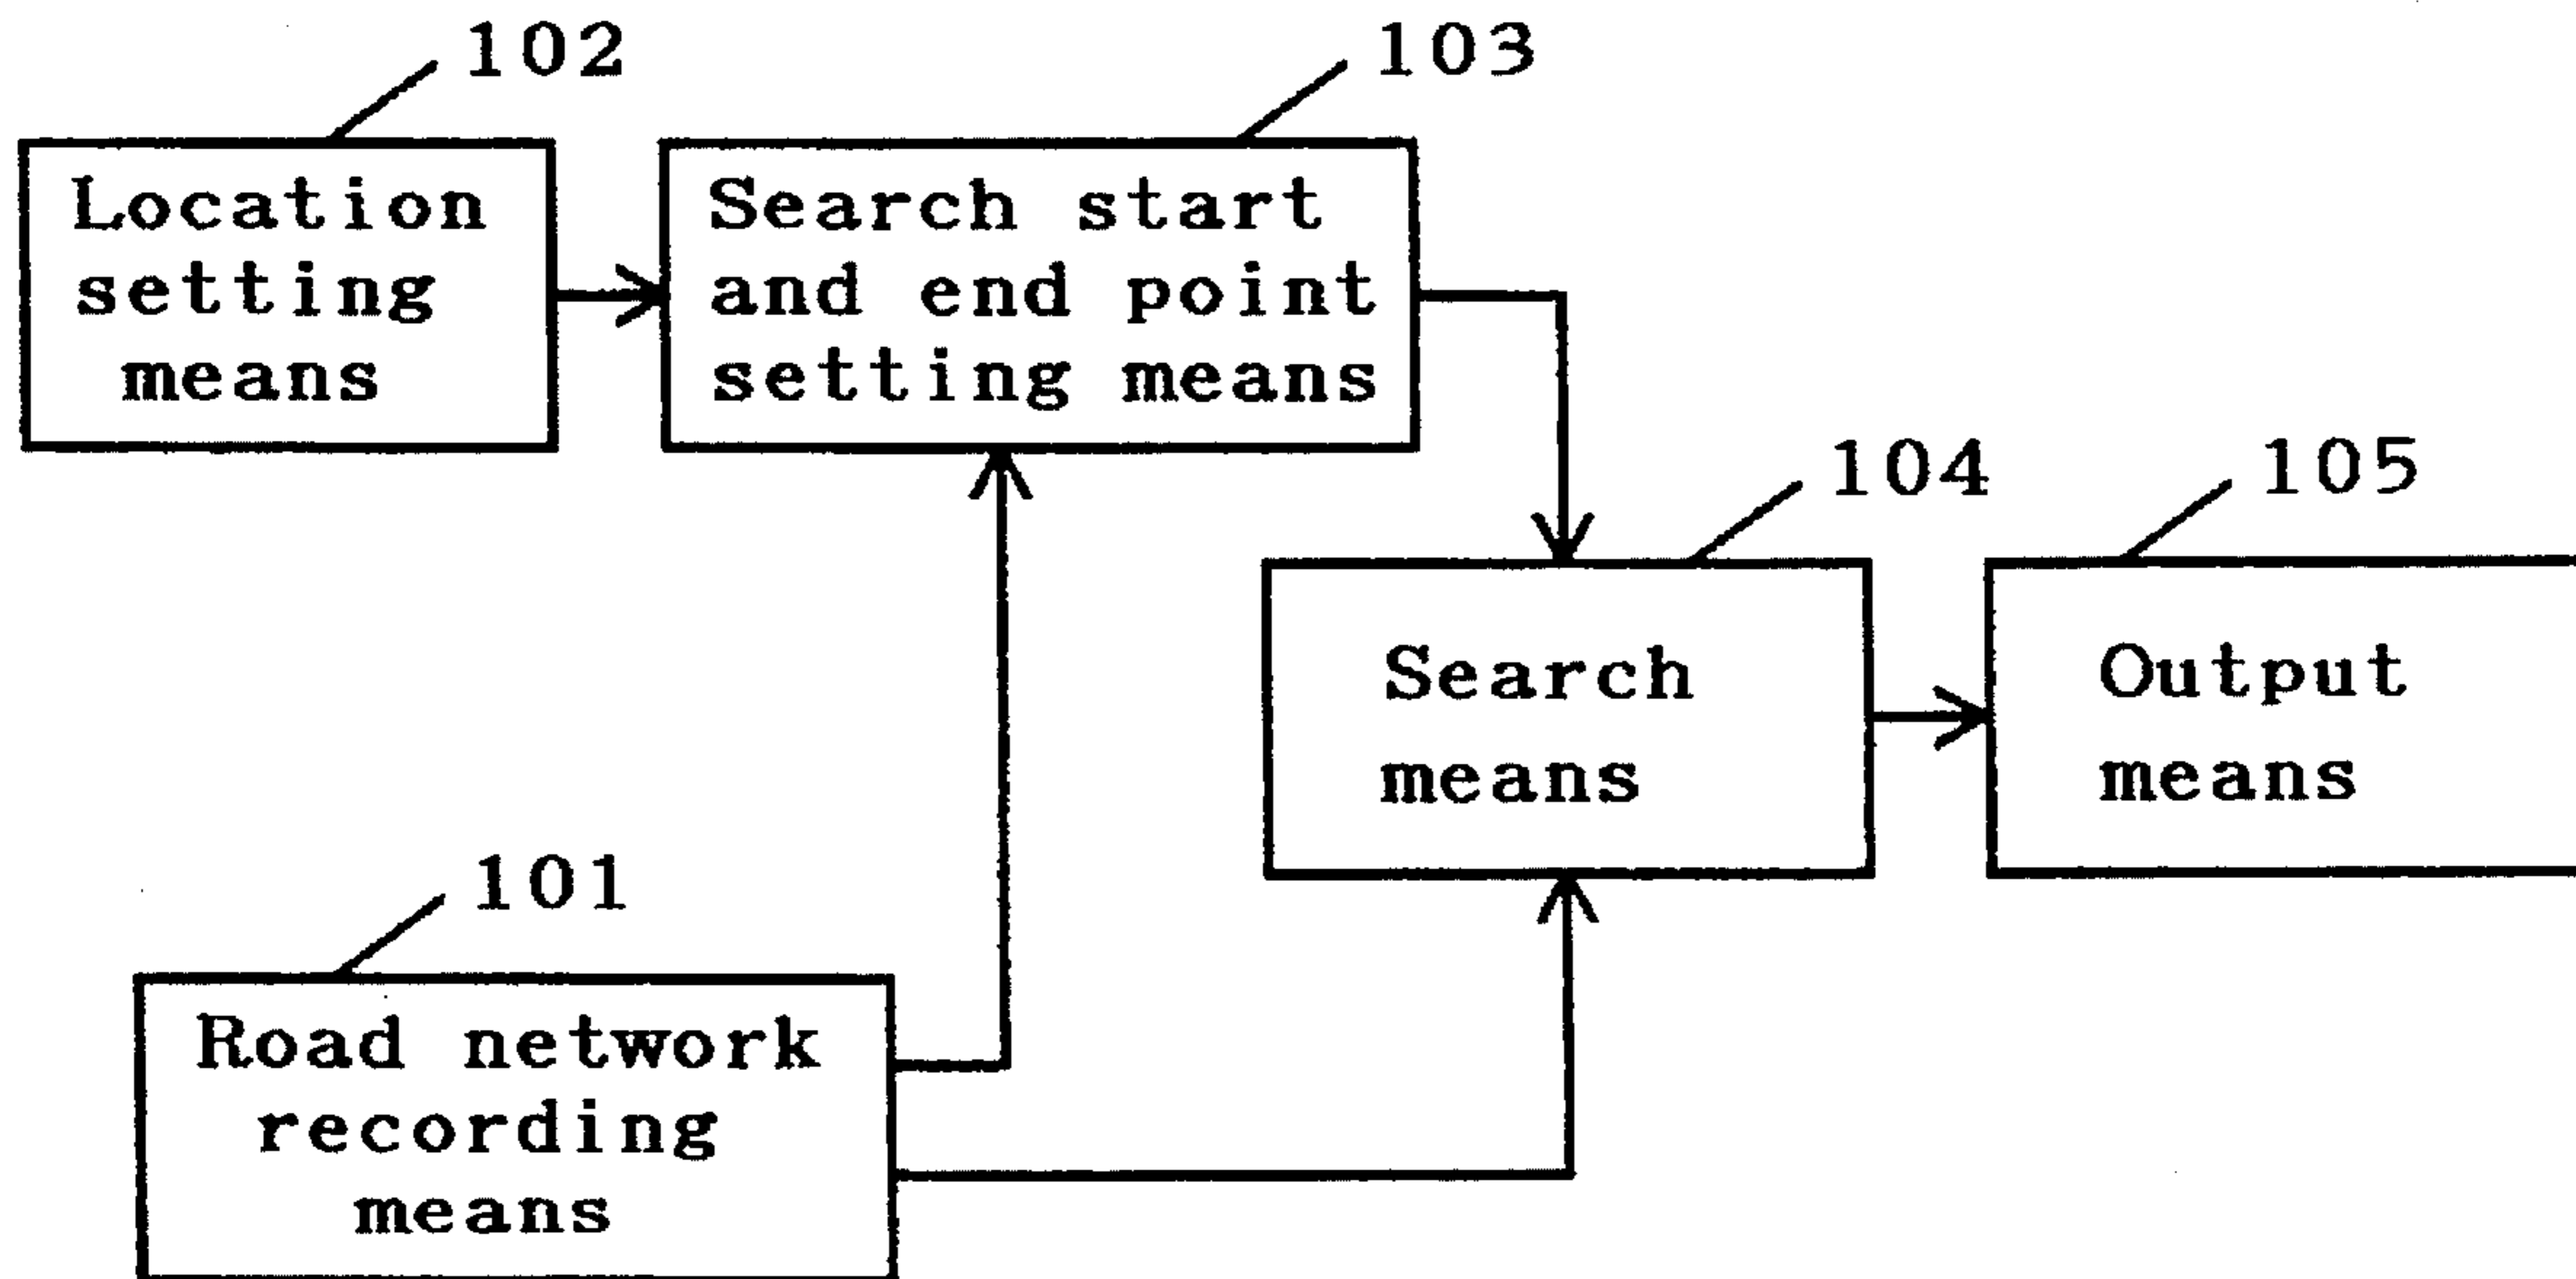 102
Location
setting
means
103
Search start
and end point
setting means
104
Search
means
105
Output
means
101
Road network
recording
means